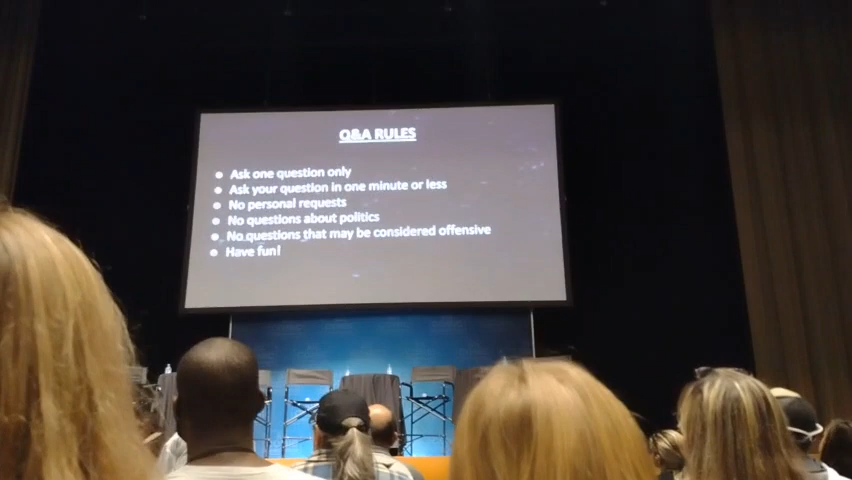 Q&A RULES
● Ask one question only
● Ask your question in one minute or less
● No personal requests
● No questions about politics
● No questions that may be considered offensive
● Have fun!